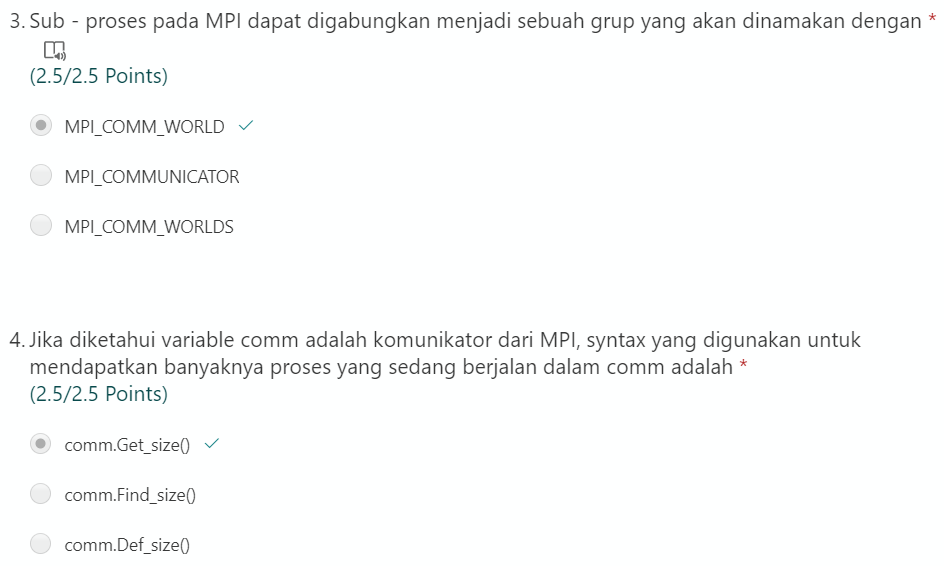 3. Sub - proses pada MPI dapat digabungkan menjadi sebuah grup yang akan dinamakan dengan *
(2.5/2.5 Points)
MPI_COMM_WORLD
MPI_COMMUNICATOR
MPI_COMM_WORLDS
4. Jika diketahui variable comm adalah komunikator dari MPI, syntax yang digunakan untuk
mendapatkan banyaknya proses yang sedang berjalan dalam comm adalah *
(2.5/2.5 Points)
comm.Get_size()
comm.Find_size()
comm.Def_size()